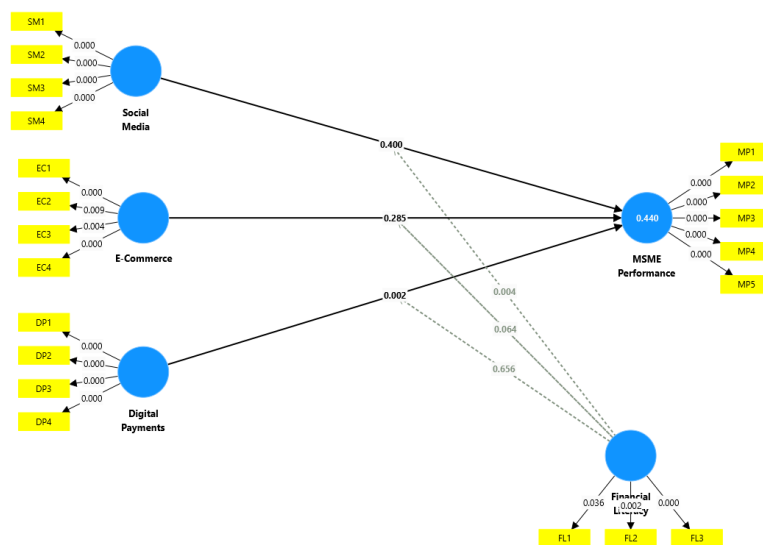 SM1
0.000
SM2
0.000
SM3
0.000
SM4
0.000
Social
Media
0.400
EC1
0.000
EC2
0.009
EC3
0.004
EC4
0.000
E-Commerce
0.285
DP1
0.000
DP2
0.000
DP3
0.000
DP4
0.000
Digital
Payments
0.002
0.004
0.064
0.656
0.440
MSME
Performance
MP1
0.000
MP2
0.000
MP3
0.000
MP4
0.000
MP5
0.000
Financial
Literacy
0.036
0.002
0.000
FL1
FL2
FL3